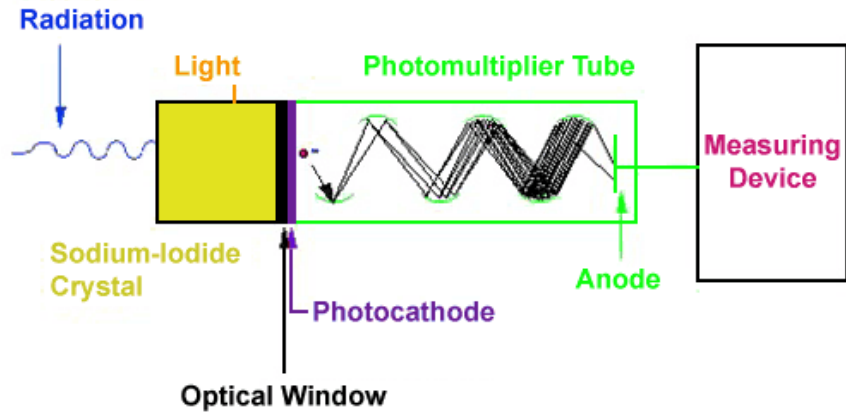 Radiation
Light
Photomultiplier Tube
Measuring
Device
Sodium-Iodide
Crystal
Anode
Photocathode
Optical Window